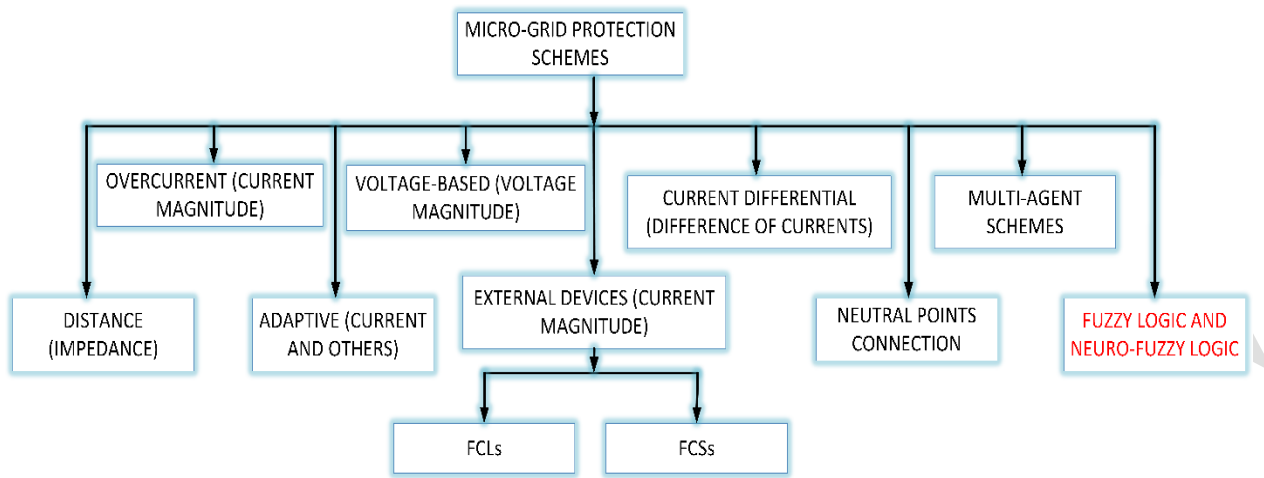 MICRO-GRID PROTECTION
SCHEMES
OVERCURRENT (CURRENT
MAGNITUDE)
VOLTAGE-BASED (VOLTAGE
MAGNITUDE)
CURRENT DIFFERENTIAL
(DIFFERENCE OF CURRENTS)
MULTI-AGENT
SCHEMES
DISTANCE
(IMPEDANCE)
ADAPTIVE (CURRENT
AND OTHERS)
EXTERNAL DEVICES (CURRENT
MAGNITUDE)
NEUTRAL POINTS
CONNECTION
FUZZY LOGIC AND
NEURO-FUZZY LOGIC
FCLs
FCSs